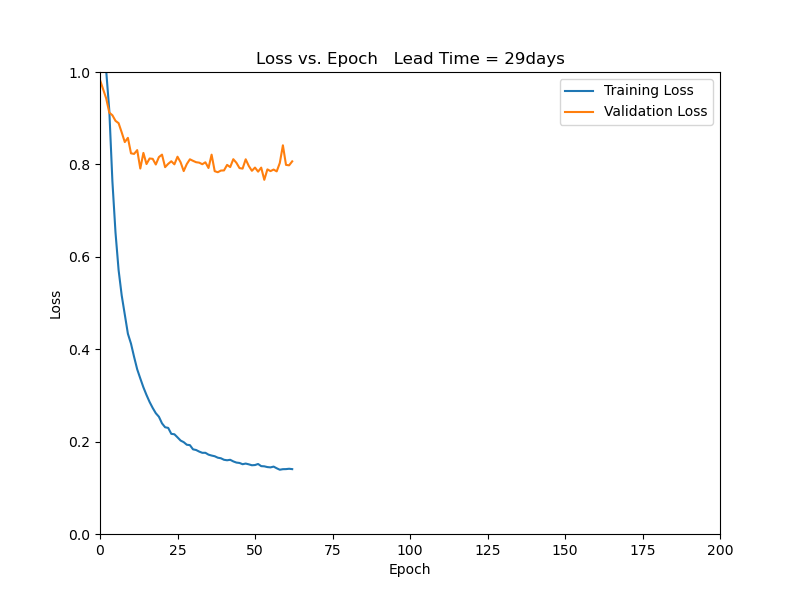 Loss vs. Epoch   Lead Time = 29days
Training Loss
Validation Loss
1.0
0.8
0.6
0.4
0.2
0.0
Loss
0 25 50 75 100 125 150 175 200
Epoch